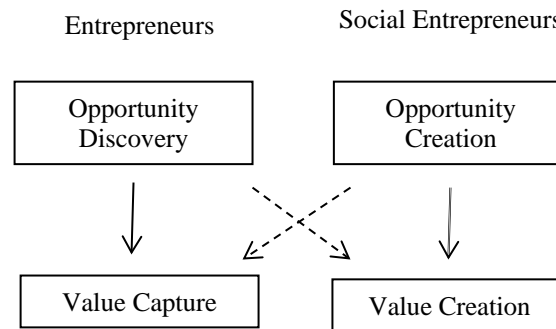 Entrepreneurs
Social Entrepreneurs
Opportunity
Discovery
Opportunity
Creation
Value Capture
Value Creation